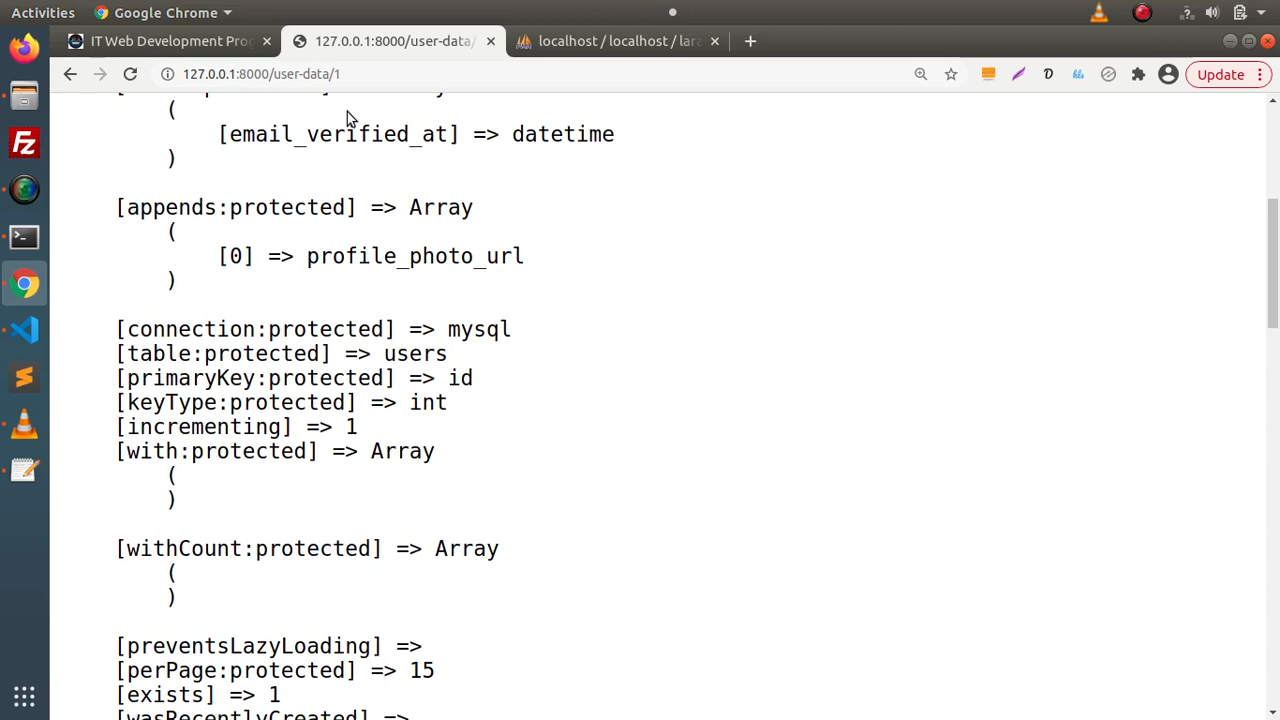 Activities
Google Chrome
IT Web Development Pro
127.0.0.1:8000/user-data/
localhost / localhost / lara
127.0.0.1:8000/user-data/1
Update
(
[email_verified_at] => datetime
)
[appends:protected] => Array
(
[0] => profile_photo_url
)
[connection:protected] => mysql
[table:protected] => users
[primaryKey:protected] => id
[keyType:protected] => int
[incrementing] => 1
[with:protected] => Array
(
)
[withCount:protected] => Array
(
)
[preventsLazyLoading] =>
[perPage:protected] => 15
[exists] => 1
[wasRecentlyCreated] =>